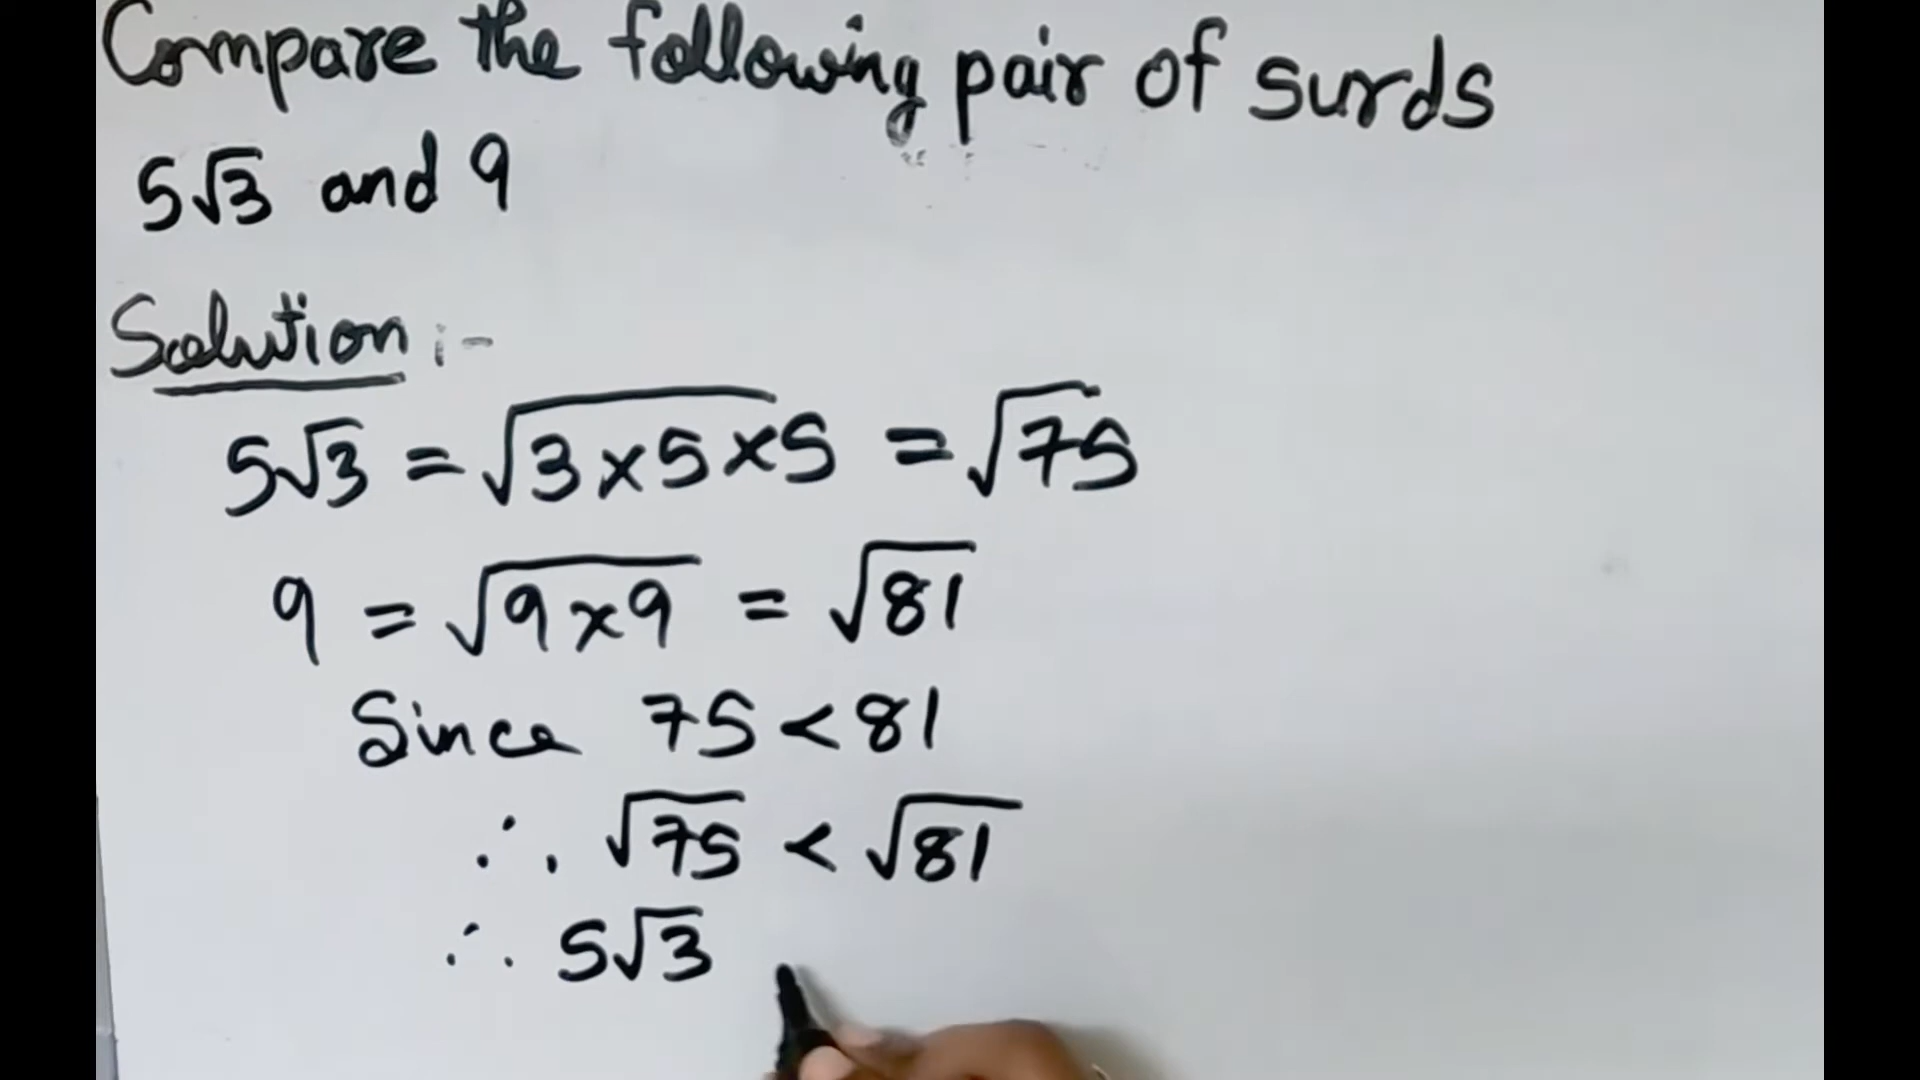 Compare the following pair of surds
5√3 and 9
Solution :-
5√3 = √3×5×5 = √75
9 = √9×9 = √81
Since 75 < 81
∴ √75 < √81
∴ 5√3